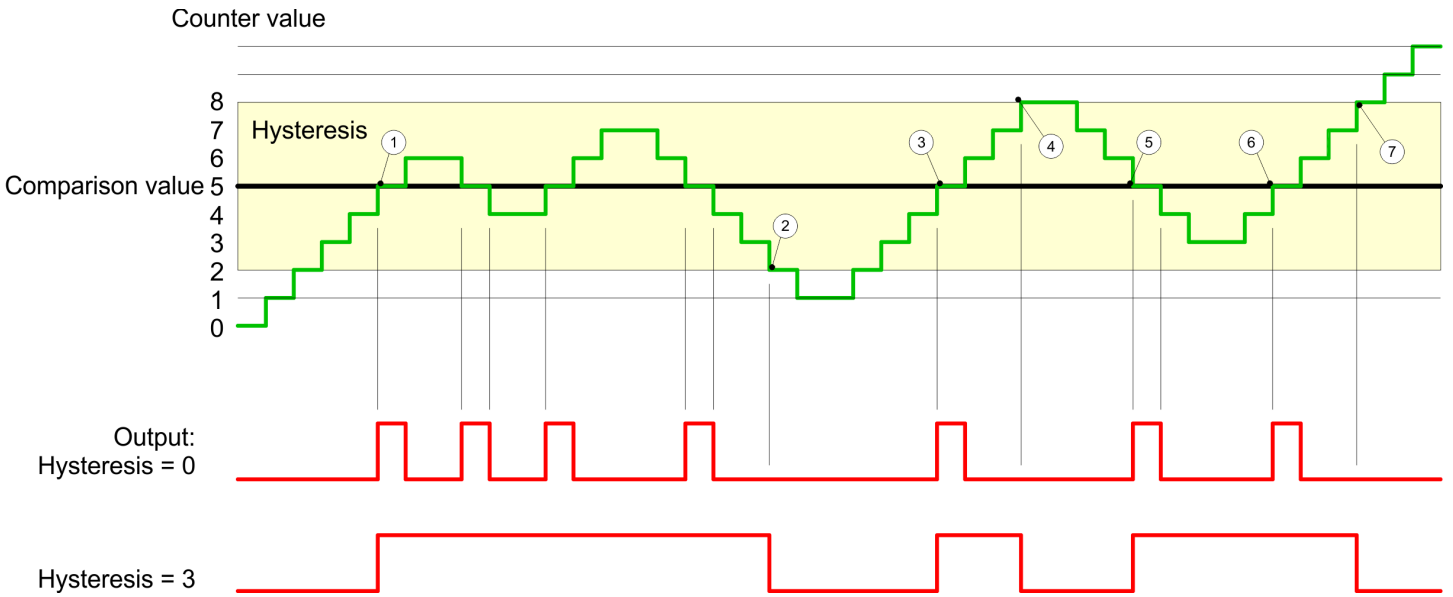 Counter value
8
7
Hysteresis
1
3
4
5
6
7
6
Comparison value 5
4
3
2
2
1
0
Output:
Hysteresis = 0
Hysteresis = 3